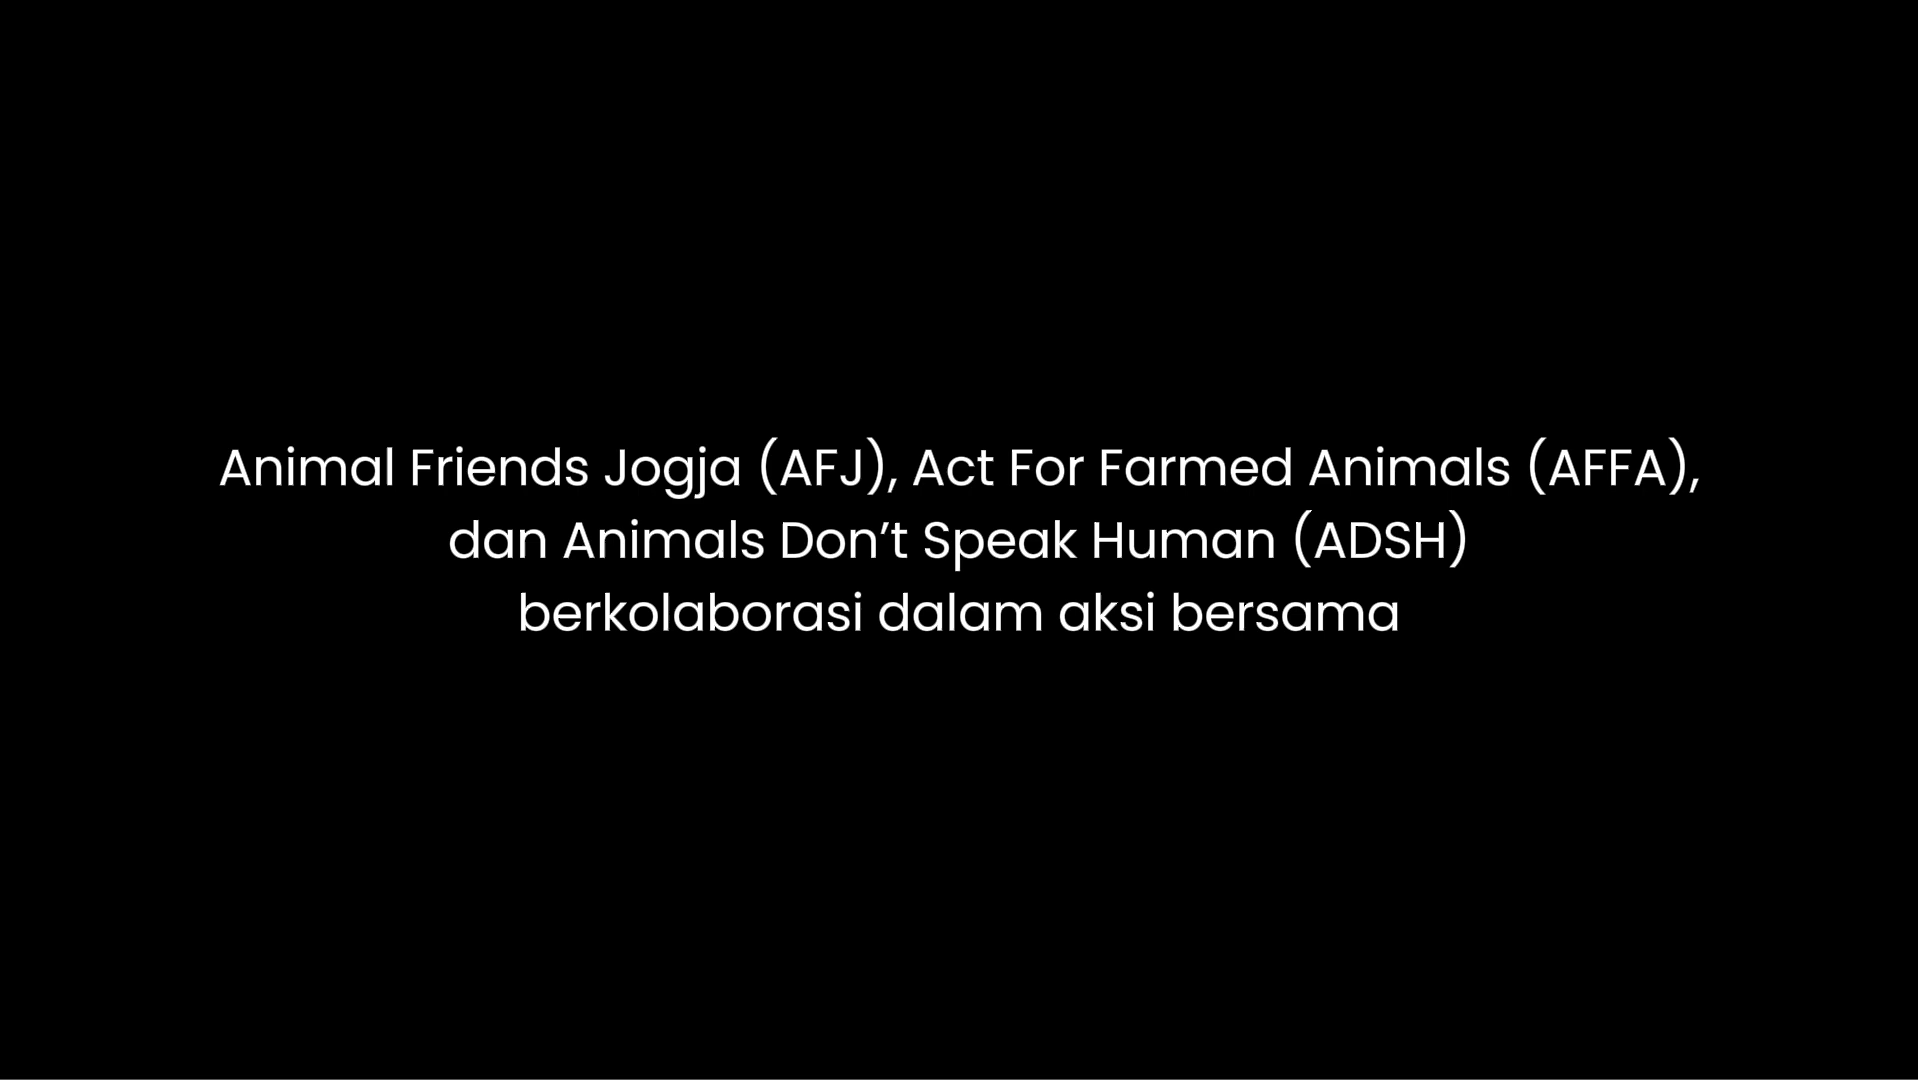 Animal Friends Jogja (AFJ), Act For Farmed Animals (AFFA),
dan Animals Don’t Speak Human (ADSH)
berkolaborasi dalam aksi bersama